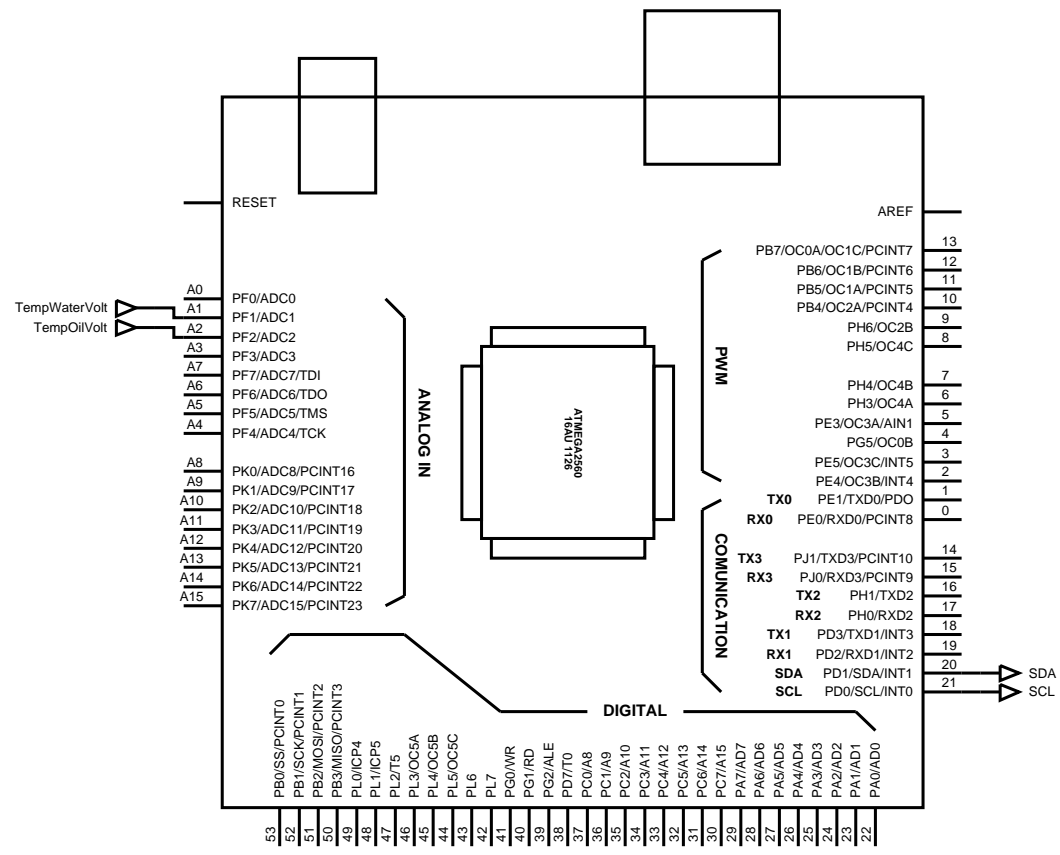 RESET
AREF
TempWaterVolt
TempOilVolt
A0 PF0/ADC0
A1 PF1/ADC1
A2 PF2/ADC2
A3 PF3/ADC3
A7 PF7/ADC7/TDI
A6 PF6/ADC6/TDO
A5 PF5/ADC5/TMS
A4 PF4/ADC4/TCK
A8 PK0/ADC8/PCINT16
A9 PK1/ADC9/PCINT17
A10 PK2/ADC10/PCINT18
A11 PK3/ADC11/PCINT19
A12 PK4/ADC12/PCINT20
A13 PK5/ADC13/PCINT21
A14 PK6/ADC14/PCINT22
A15 PK7/ADC15/PCINT23
ANALOG IN
ATMEGA2560
16AU 1126
PWM
PB7/OC0A/OC1C/PCINT7 13
PB6/OC1B/PCINT6 12
PB5/OC1A/PCINT5 11
PB4/OC2A/PCINT4 10
PH6/OC2B 9
PH5/OC4C 8
PH4/OC4B 7
PH3/OC4A 6
PE3/OC3A/AIN1 5
PG5/OC0B 4
PE5/OC3C/INT5 3
PE4/OC3B/INT4 2
TX0 PE1/TXD0/PDO 1
RX0 PE0/RXD0/PCINT8 0
COMUNICATION
TX3 PJ1/TXD3/PCINT10 14
RX3 PJ0/RXD3/PCINT9 15
TX2 PH1/TXD2 16
RX2 PH0/RXD2 17
TX1 PD3/TXD1/INT3 18
RX1 PD2/RXD1/INT2 19
SDA PD1/SDA/INT1 20 SDA
SCL PD0/SCL/INT0 21 SCL
DIGITAL
PB0/SS/PCINT0 53
PB1/SCK/PCINT1 52
PB2/MOSI/PCINT2 51
PB3/MISO/PCINT3 50
PL0/ICP4 49
PL1/ICP5 48
PL2/T5 47
PL3/OC5A 46
PL4/OC5B 45
PL5/OC5C 44
PL6 43
PL7 42
PG0/WR 41
PG1/RD 40
PG2/ALE 39
PD7/T0 38
PC0/A8 37
PC1/A9 36
PC2/A10 35
PC3/A11 34
PC4/A12 33
PC5/A13 32
PC6/A14 31
PC7/A15 30
PA7/AD7 29
PA6/AD6 28
PA5/AD5 27
PA4/AD4 26
PA3/AD3 25
PA2/AD2 24
PA1/AD1 23
PA0/AD0 22